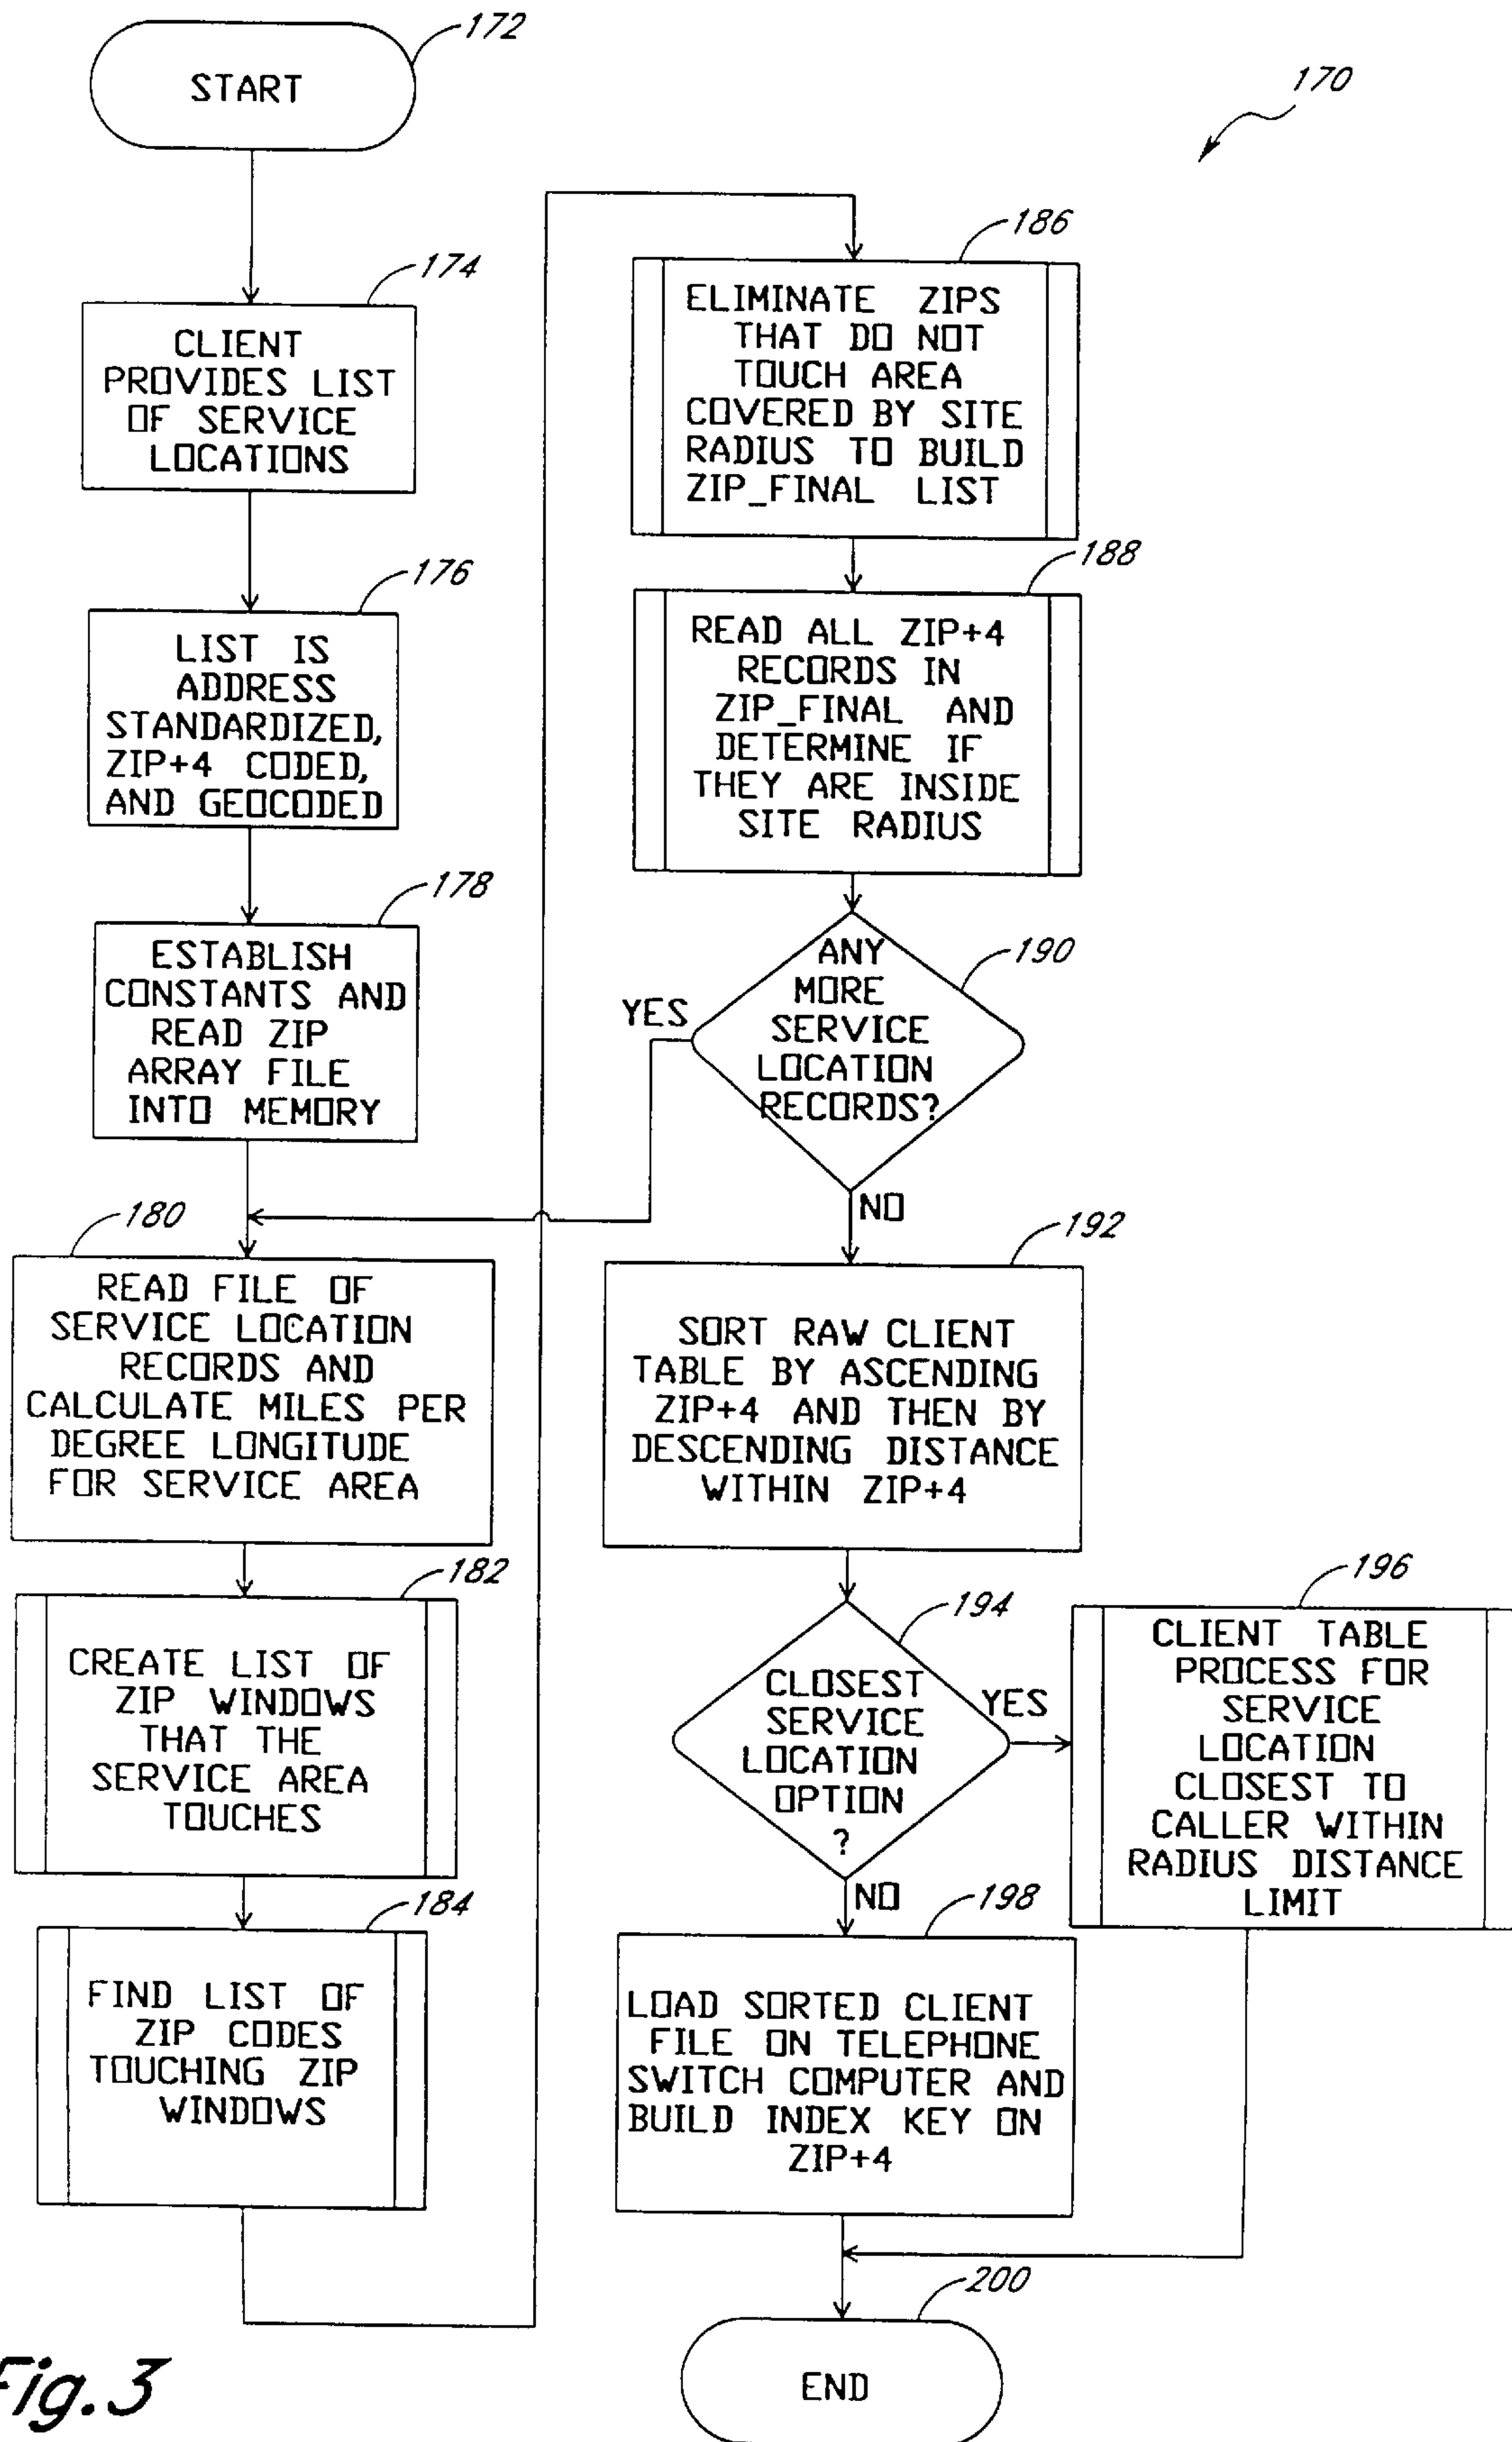 172
START
170
174
CLIENT
PROVIDES LIST
OF SERVICE
LOCATIONS
176
LIST IS
ADDRESS
STANDARDIZED,
ZIP+4 CODED,
AND GEOCODED
178
ESTABLISH
CONSTANTS AND
READ ZIP
ARRAY FILE
INTO MEMORY
180
READ FILE OF
SERVICE LOCATION
RECORDS AND
CALCULATE MILES PER
DEGREE LONGITUDE
FOR SERVICE AREA
182
CREATE LIST OF
ZIP WINDOWS
THAT THE
SERVICE AREA
TOUCHES
184
FIND LIST OF
ZIP CODES
TOUCHING ZIP
WINDOWS
186
ELIMINATE ZIPS
THAT DO NOT
TOUCH AREA
COVERED BY SITE
RADIUS TO BUILD
ZIP_FINAL LIST
188
READ ALL ZIP+4
RECORDS IN
ZIP_FINAL AND
DETERMINE IF
THEY ARE INSIDE
SITE RADIUS
190
ANY
MORE
SERVICE
LOCATION
RECORDS?
YES
NO
192
SORT RAW CLIENT
TABLE BY ASCENDING
ZIP+4 AND THEN BY
DESCENDING DISTANCE
WITHIN ZIP+4
194
CLOSEST
SERVICE
LOCATION
OPTION
?
YES
NO
196
CLIENT TABLE
PROCESS FOR
SERVICE
LOCATION
CLOSEST TO
CALLER WITHIN
RADIUS DISTANCE
LIMIT
198
LOAD SORTED CLIENT
FILE ON TELEPHONE
SWITCH COMPUTER AND
BUILD INDEX KEY ON
ZIP+4
200
END
Fig.3